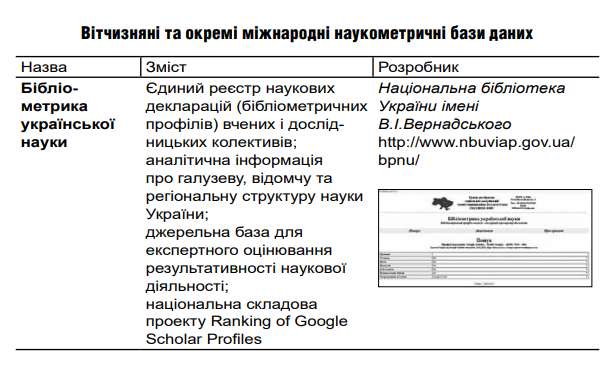 Вітчизняні та окремі міжнародні наукометричні бази даних
Назва Зміст Розробник
Бібліо-
метрика
української
науки
Єдиний реєстр наукових
декларацій (бібліометричних
профілів) вчених і дослід-
ницьких колективів;
аналітична інформація
про галузеву, відомчу та
регіональну структуру науки
України;
джерельна база для
експертного оцінювання
результативності наукової
діяльності;
національна складова
проекту Ranking of Google
Scholar Profiles
Національна бібліотека
України імені
В.І.Вернадського
http://www.nbuviap.gov.ua/
bpnu/
Бібліометрика української науки
Пошук